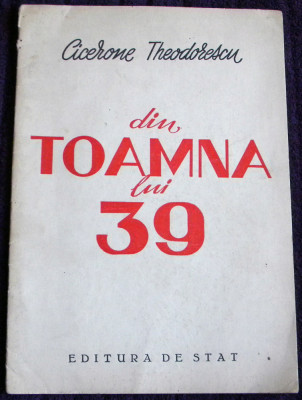 Cicerone Theodorescu
din
TOAMNA
lui
39
EDITURA DE STAT